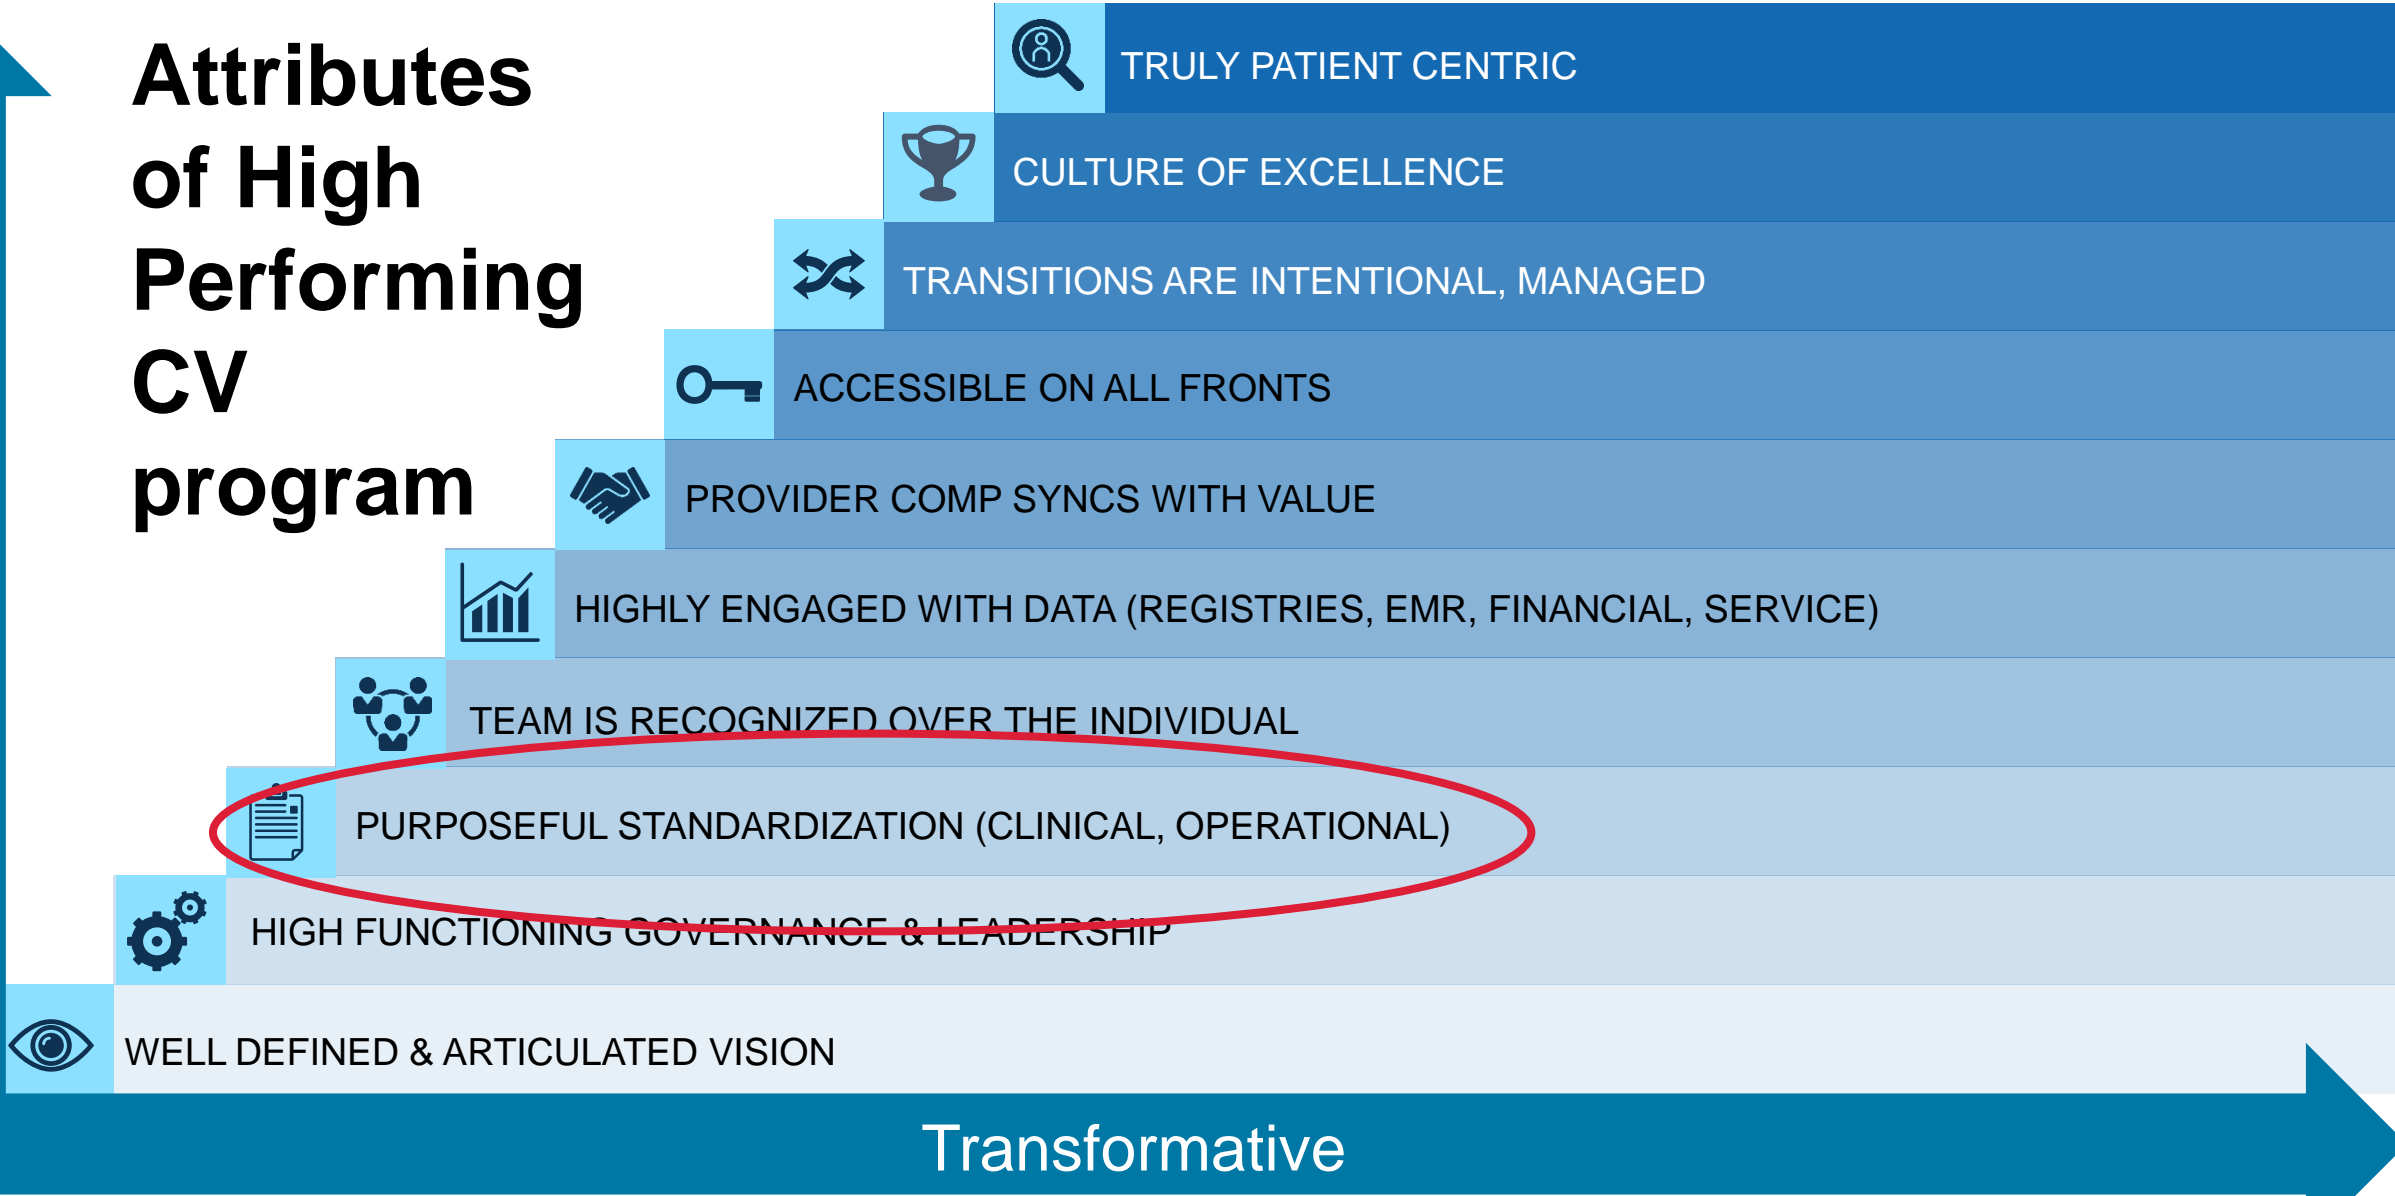 Attributes
of High
Performing
CV
program
TRULY PATIENT CENTRIC
CULTURE OF EXCELLENCE
TRANSITIONS ARE INTENTIONAL, MANAGED
ACCESSIBLE ON ALL FRONTS
PROVIDER COMP SYNCS WITH VALUE
HIGHLY ENGAGED WITH DATA (REGISTRIES, EMR, FINANCIAL, SERVICE)
TEAM IS RECOGNIZED OVER THE INDIVIDUAL
PURPOSEFUL STANDARDIZATION (CLINICAL, OPERATIONAL)
HIGH FUNCTIONING GOVERNANCE & LEADERSHIP
WELL DEFINED & ARTICULATED VISION
Transformative